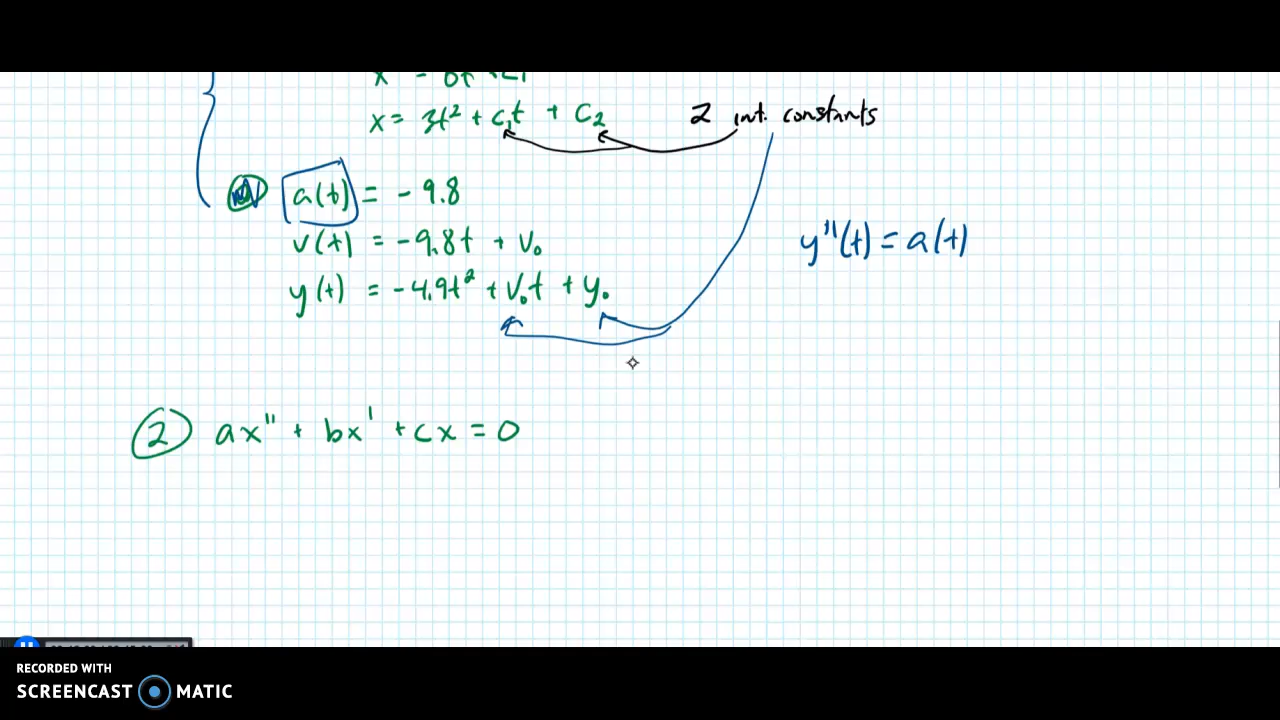 x = 3t² + c₁t + C₂
2 int. constants
a(t) = - 9.8
v(t) = -9.8t + v₀
y''(t) = a(t)
y(t) = -4.9t² + v₀t + y₀
2 ax'' + bx' + cx = 0
RECORDED WITH
SCREENCAST MATIC